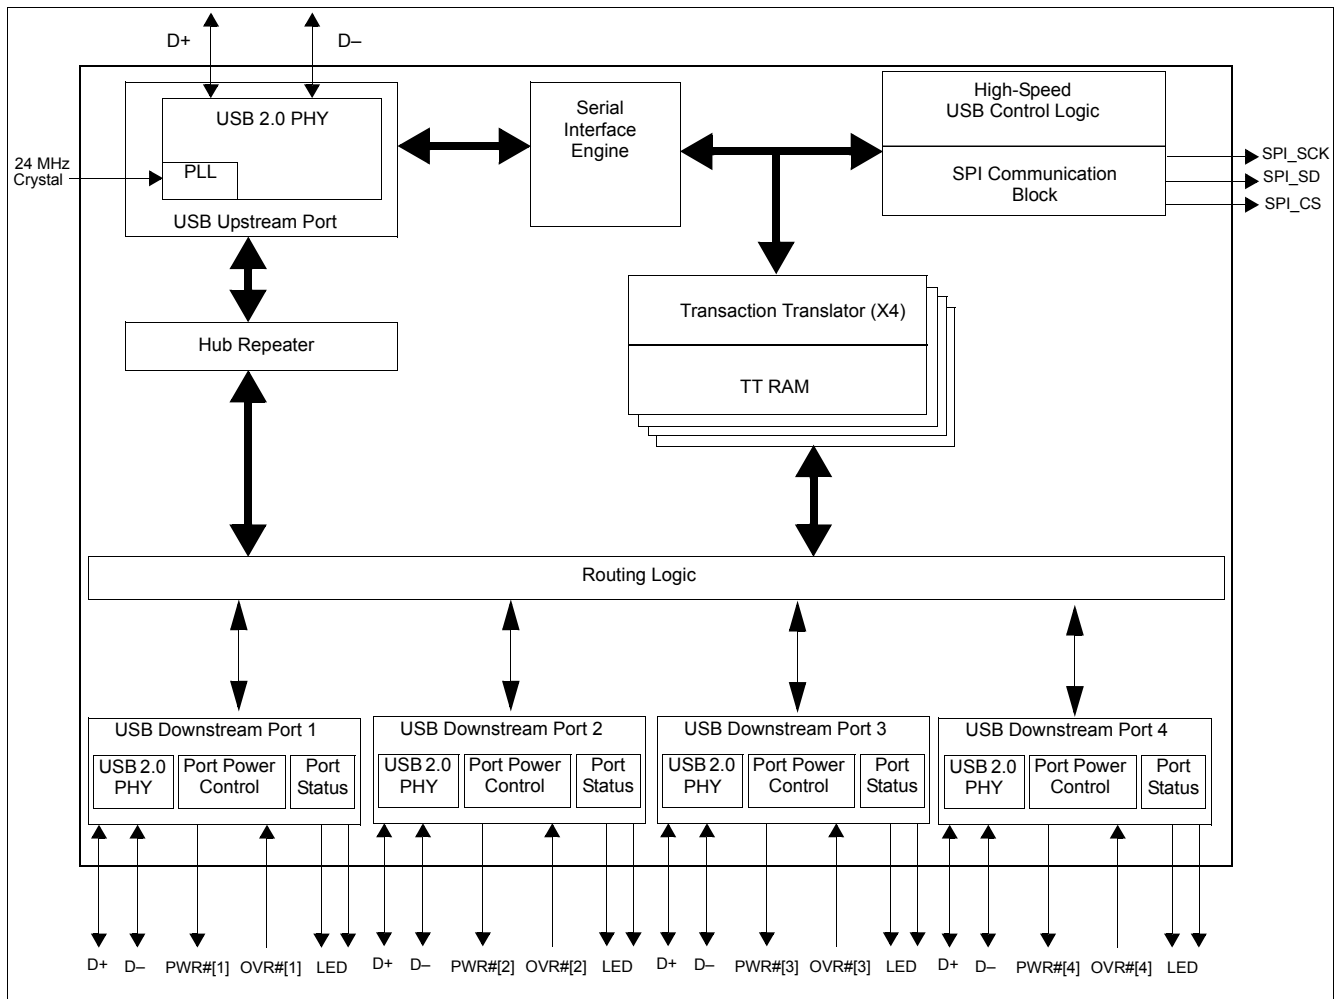 D+
D–
USB 2.0 PHY
PLL
USB Upstream Port
24 MHz
Crystal
Serial
Interface
Engine
High-Speed
USB Control Logic
SPI Communication
Block
SPI_SCK
SPI_SD
SPI_CS
Hub Repeater
Transaction Translator (X4)
TT RAM
Routing Logic
USB Downstream Port 1
USB 2.0
PHY
Port Power
Control
Port
Status
USB Downstream Port 2
USB 2.0
PHY
Port Power
Control
Port
Status
USB Downstream Port 3
USB 2.0
PHY
Port Power
Control
Port
Status
USB Downstream Port 4
USB 2.0
PHY
Port Power
Control
Port
Status
D+ D– PWR#[1] OVR#[1] LED
D+ D– PWR#[2] OVR#[2] LED
D+ D– PWR#[3] OVR#[3] LED
D+ D– PWR#[4] OVR#[4] LED